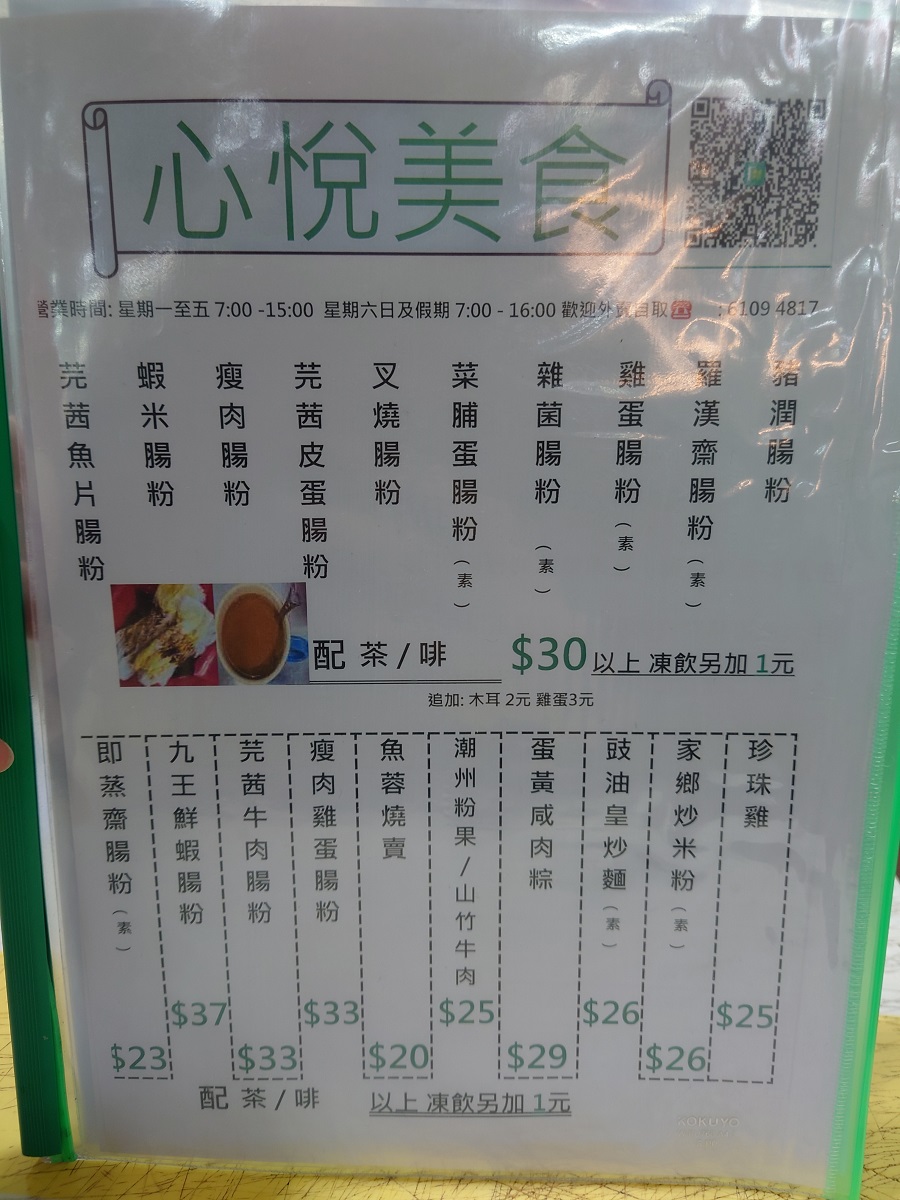 心悅美食
營業時間: 星期一至五 7:00 -15:00 星期六日及假期 7:00 - 16:00 歡迎外賣自取☎ : 6109 4817
芫茜魚片腸粉
蝦米腸粉
瘦肉腸粉
芫茜皮蛋腸粉
叉燒腸粉
菜脯蛋腸粉（素）
雜菌腸粉（素）
雞蛋腸粉（素）
羅漢齋腸粉（素）
豬潤腸粉
配 茶 / 啡 $30 以上 凍飲另加 1元
追加: 木耳 2元 雞蛋3元
即蒸齋腸粉（素） $23
九王鮮蝦腸粉 $37
芫茜牛肉腸粉 $33
瘦肉雞蛋腸粉 $33
魚蓉燒賣 $20
潮州粉果/山竹牛肉 $25
蛋黃咸肉粽 $29
豉油皇炒麵（素） $26
家鄉炒米粉（素） $26
珍珠雞 $25
配 茶 / 啡 以上 凍飲另加 1元
KOKUYO